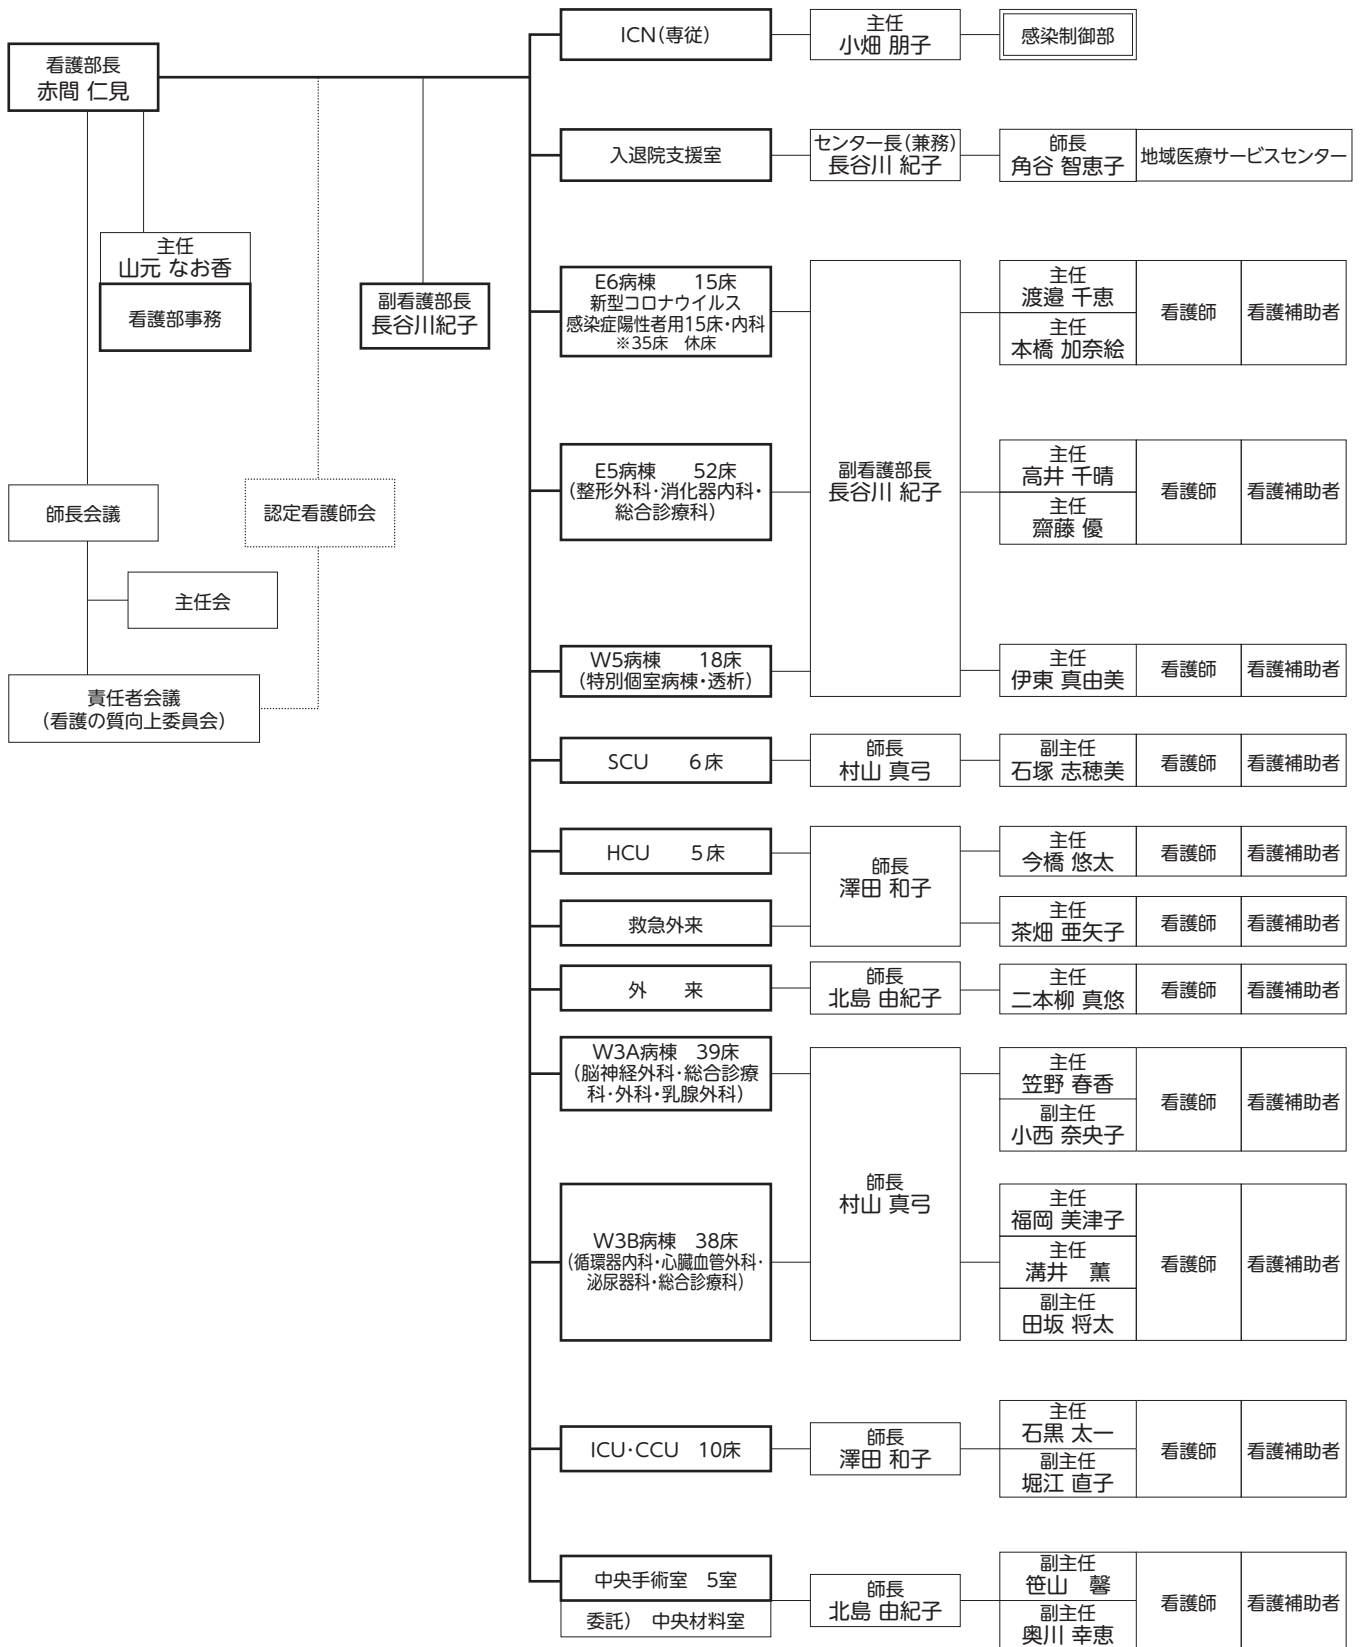 看護部長
赤間 仁見
主任
山元 なお香
看護部事務
副看護部長
長谷川紀子
師長会議
認定看護師会
主任会
責任者会議
(看護の質向上委員会)
ICN(専従)
主任
小畑 朋子
感染制御部
入退院支援室
センター長(兼務)
長谷川 紀子
師長
角谷 智恵子
地域医療サービスセンター
E6病棟 15床
新型コロナウイルス
感染症陽性者用15床・内科
※35床 休床
副看護部長
長谷川 紀子
主任
渡邉 千恵
主任
本橋 加奈絵
看護師
看護補助者
E5病棟 52床
(整形外科・消化器内科・
総合診療科)
主任
高井 千晴
主任
齋藤 優
看護師
看護補助者
W5病棟 18床
(特別個室病棟・透析)
主任
伊東 真由美
看護師
看護補助者
SCU 6床
師長
村山 真弓
副主任
石塚 志穂美
看護師
看護補助者
HCU 5床
師長
澤田 和子
主任
今橋 悠太
看護師
看護補助者
救急外来
主任
茶畑 亜矢子
看護師
看護補助者
外 来
師長
北島 由紀子
主任
二本柳 真悠
看護師
看護補助者
W3A病棟 39床
(脳神経外科・総合診療
科・外科・乳腺外科)
師長
村山 真弓
主任
笠野 春香
副主任
小西 奈央子
看護師
看護補助者
W3B病棟 38床
(循環器内科・心臓血管外科・
泌尿器科・総合診療科)
主任
福岡 美津子
主任
溝井 薫
副主任
田坂 将太
看護師
看護補助者
ICU・CCU 10床
師長
澤田 和子
主任
石黒 太一
副主任
堀江 直子
看護師
看護補助者
中央手術室 5室
委託) 中央材料室
師長
北島 由紀子
副主任
笹山 馨
副主任
奥川 幸恵
看護師
看護補助者